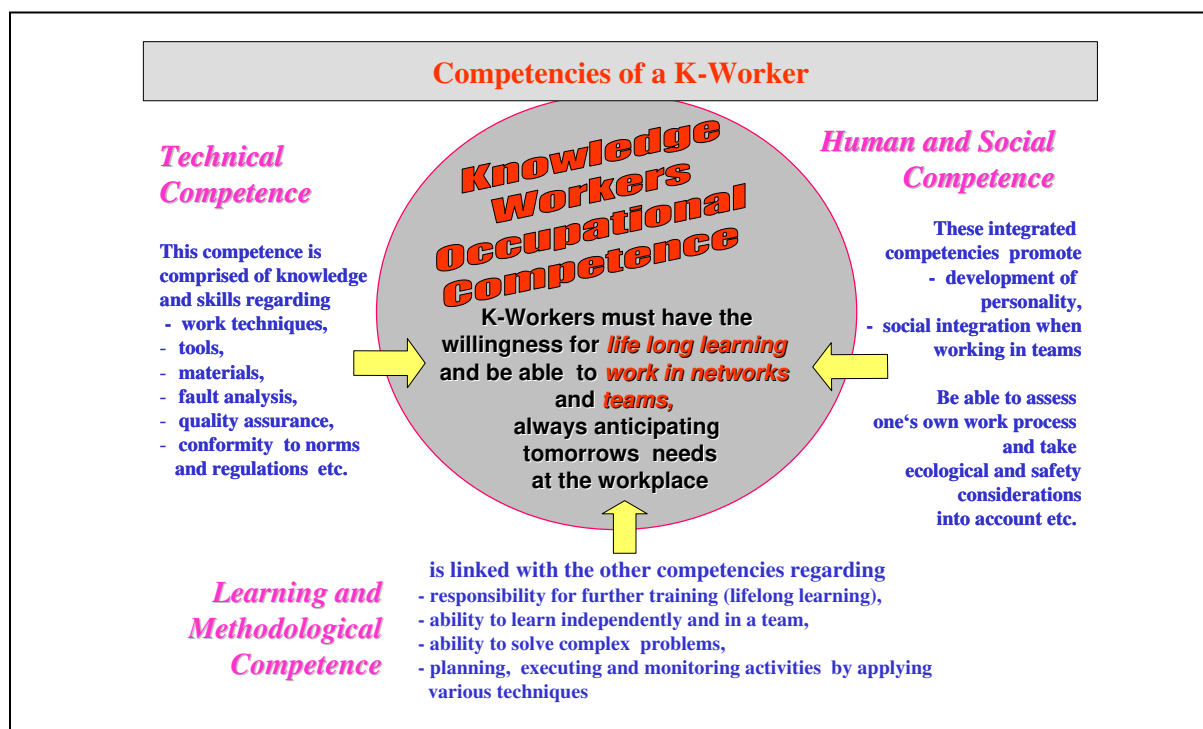 Competencies of a K-Worker
Technical
Competence
This competence is
comprised of knowledge
and skills regarding
- work techniques,
- tools,
- materials,
- fault analysis,
- quality assurance,
- conformity to norms
and regulations etc.
Knowledge
Workers
Occupational
Competence
K-Workers must have the
willingness for life long learning
and be able to work in networks
and teams,
always anticipating
tomorrows needs
at the workplace
Human and Social
Competence
These integrated
competencies promote
- development of
personality,
- social integration when
working in teams
Be able to assess
one‘s own work process
and take
ecological and safety
considerations
into account etc.
Learning and
Methodological
Competence
is linked with the other competencies regarding
- responsibility for further training (lifelong learning),
- ability to learn independently and in a team,
- ability to solve complex problems,
- planning, executing and monitoring activities by applying
various techniques